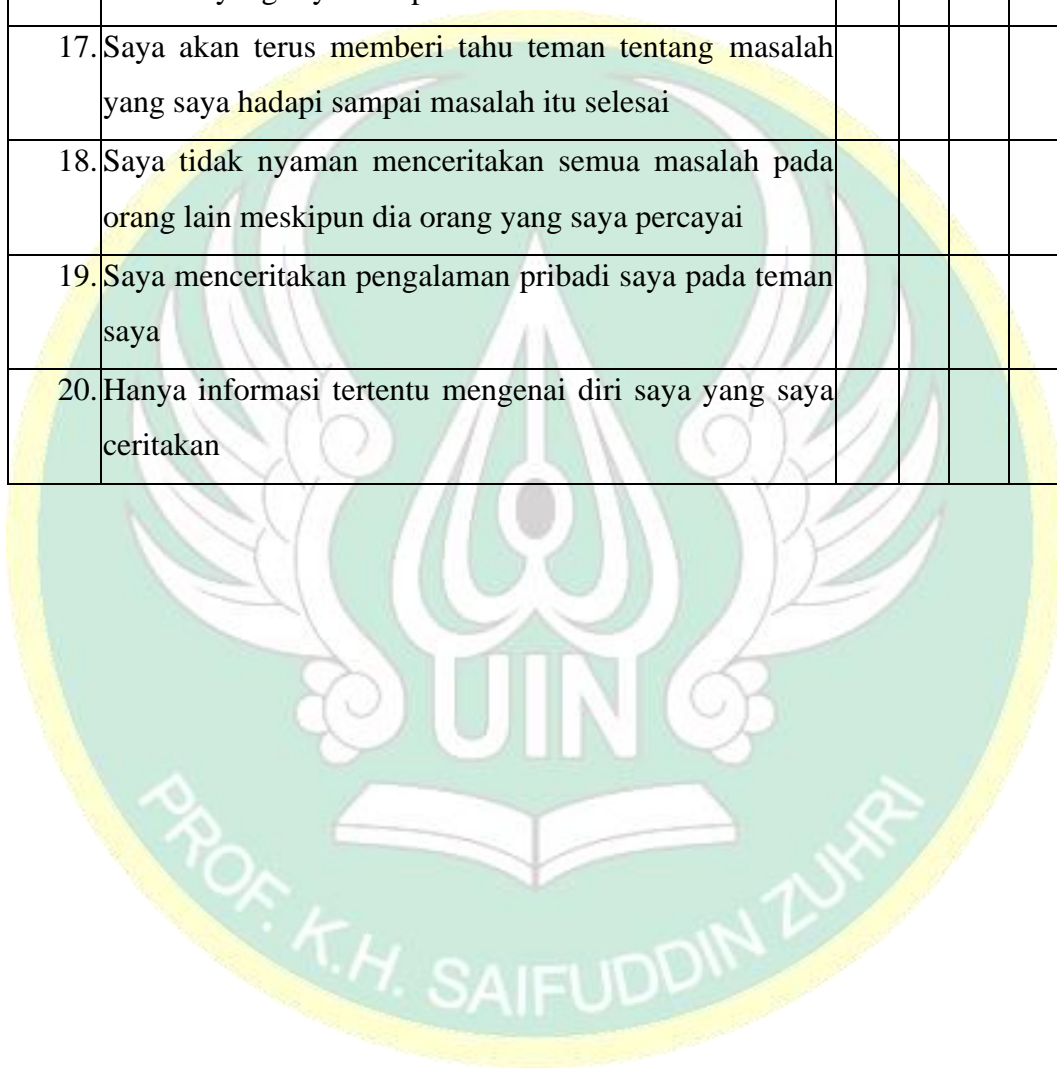 17. Saya akan terus memberi tahu teman tentang masalah
yang saya hadapi sampai masalah itu selesai
18. Saya tidak nyaman menceritakan semua masalah pada
orang lain meskipun dia orang yang saya percayai
19. Saya menceritakan pengalaman pribadi saya pada teman
saya
20. Hanya informasi tertentu mengenai diri saya yang saya
ceritakan
UIN
PROF. K.H. SAIFUDDIN ZUHRI